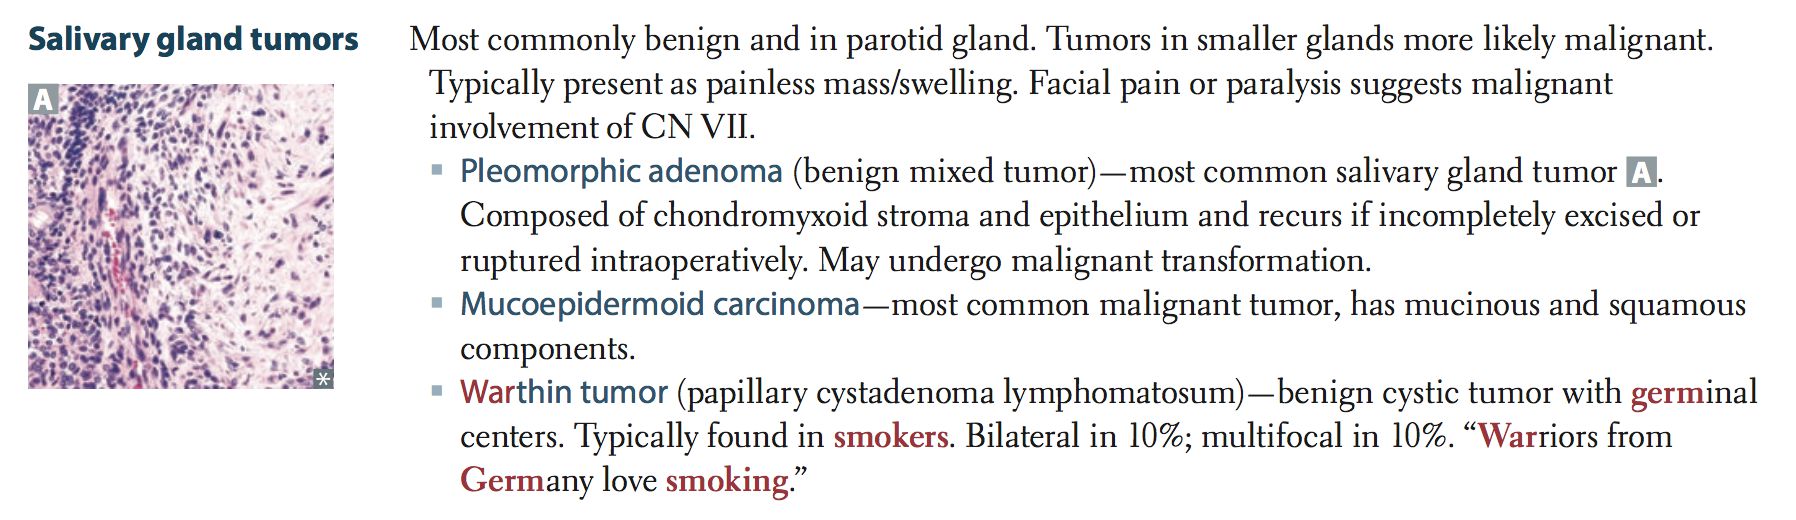 Salivary gland tumors
A
*
Most commonly benign and in parotid gland. Tumors in smaller glands more likely malignant.
Typically present as painless mass/swelling. Facial pain or paralysis suggests malignant
involvement of CN VII.
▪ Pleomorphic adenoma (benign mixed tumor)—most common salivary gland tumor A.
Composed of chondromyxoid stroma and epithelium and recurs if incompletely excised or
ruptured intraoperatively. May undergo malignant transformation.
▪ Mucoepidermoid carcinoma—most common malignant tumor, has mucinous and squamous
components.
▪ Warthin tumor (papillary cystadenoma lymphomatosum)—benign cystic tumor with germinal
centers. Typically found in smokers. Bilateral in 10%; multifocal in 10%. “Warriors from
Germany love smoking.”